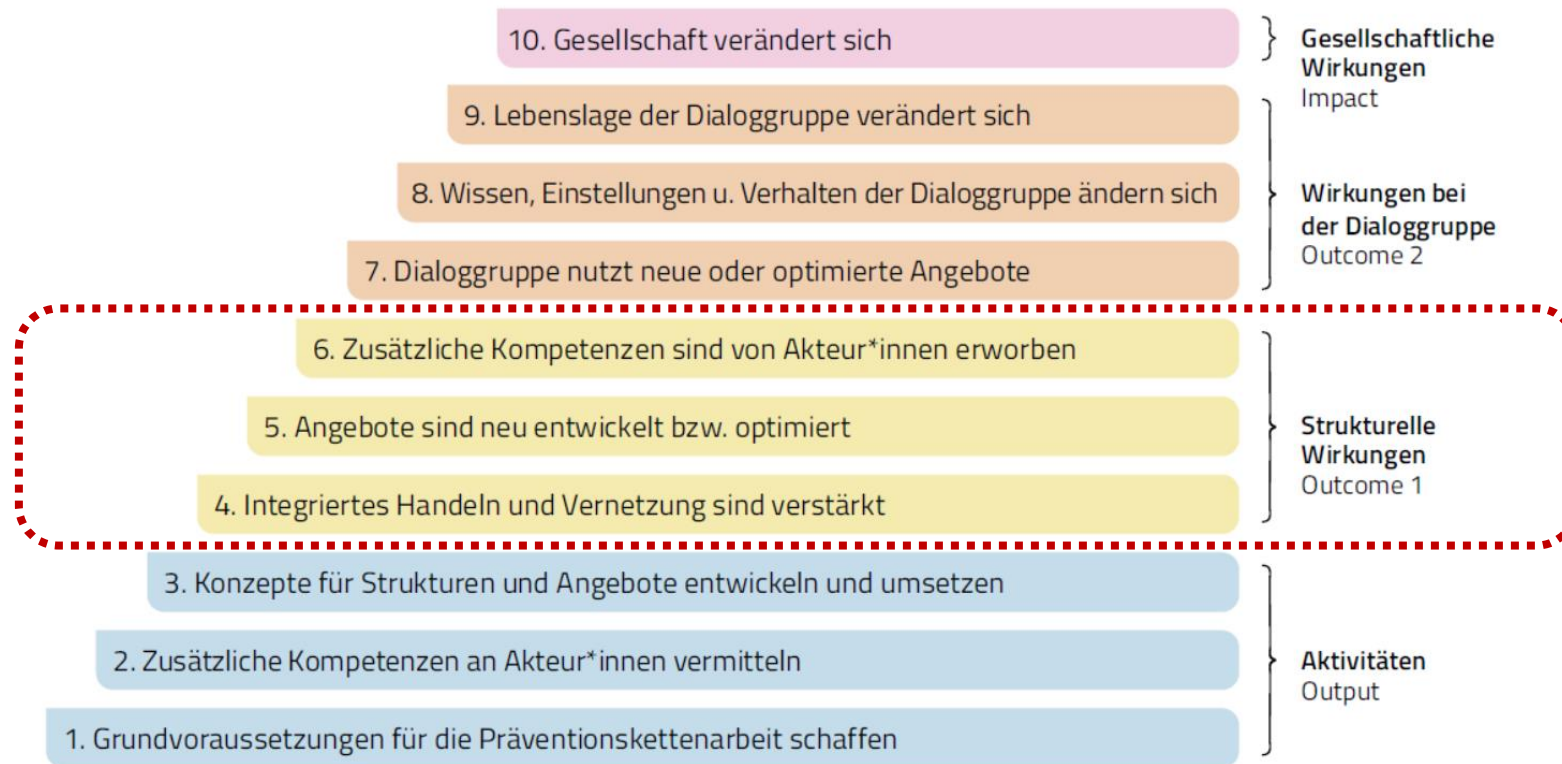 10. Gesellschaft verändert sich
Gesellschaftliche
Wirkungen
Impact
9. Lebenslage der Dialoggruppe verändert sich
8. Wissen, Einstellungen u. Verhalten der Dialoggruppe ändern sich
7. Dialoggruppe nutzt neue oder optimierte Angebote
Wirkungen bei
der Dialoggruppe
Outcome 2
6. Zusätzliche Kompetenzen sind von Akteur*innen erworben
5. Angebote sind neu entwickelt bzw. optimiert
4. Integriertes Handeln und Vernetzung sind verstärkt
Strukturelle
Wirkungen
Outcome 1
3. Konzepte für Strukturen und Angebote entwickeln und umsetzen
2. Zusätzliche Kompetenzen an Akteur*innen vermitteln
1. Grundvoraussetzungen für die Präventionskettenarbeit schaffen
Aktivitäten
Output